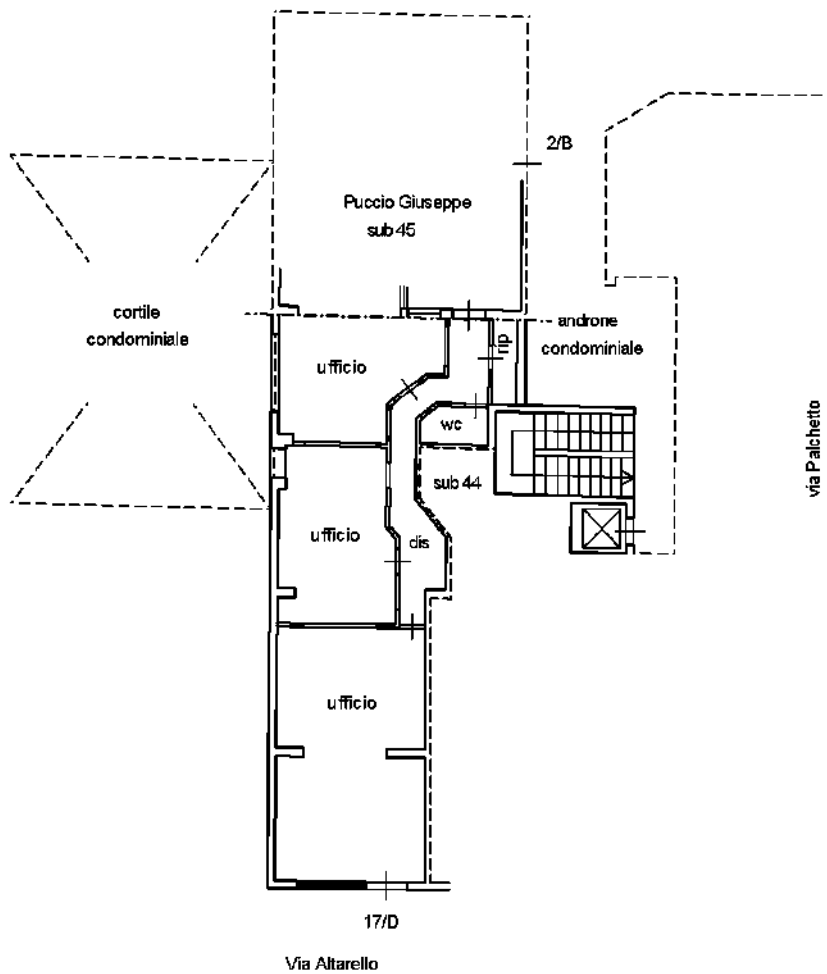 2/B
Puccio Giuseppe
sub 45
cortile
condominiale
androne
condominiale
rip
ufficio
wc
via Palchetto
sub 44
ufficio
dis
ufficio
17/D
Via Altarello